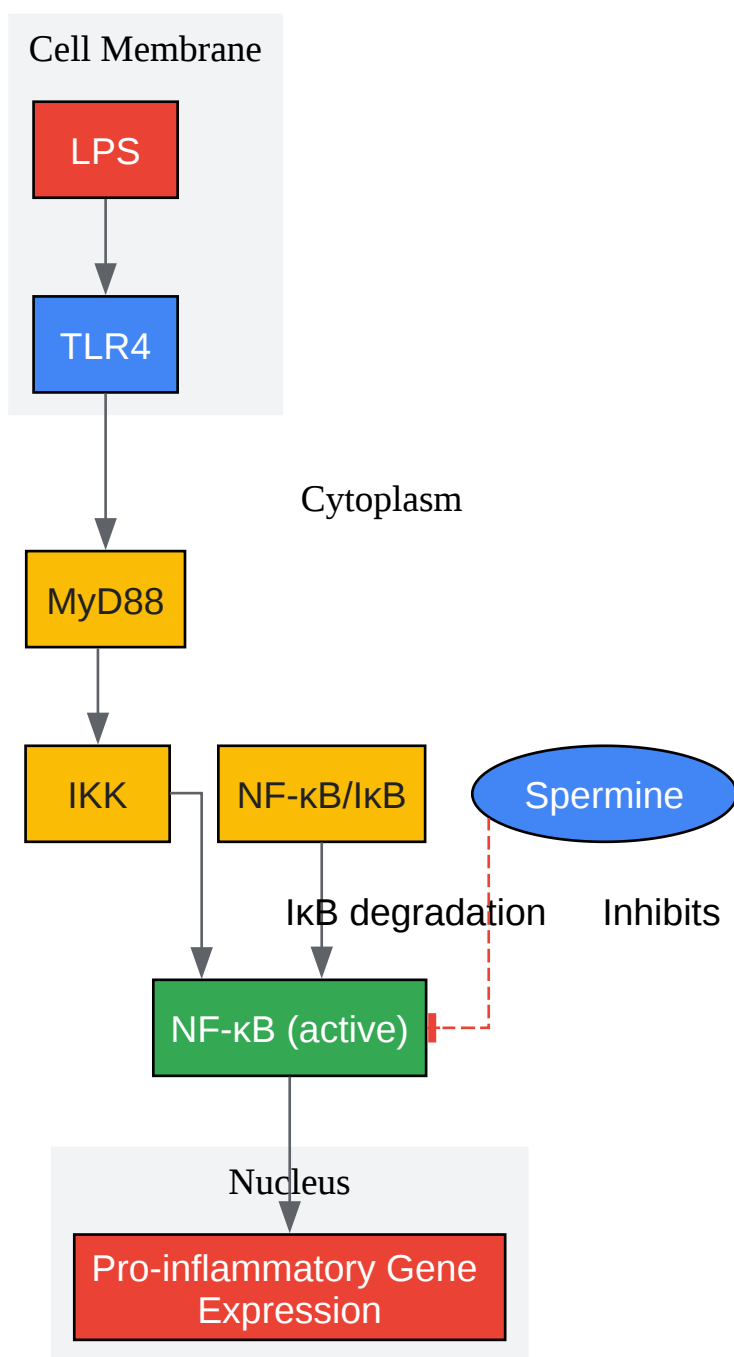 Cell Membrane
LPS
TLR4
Cytoplasm
MyD88
IKK
NF-κB/IκB
Spermine
IκB degradation
Inhibits
NF-κB (active)
Nucleus
Pro-inflammatory Gene
Expression